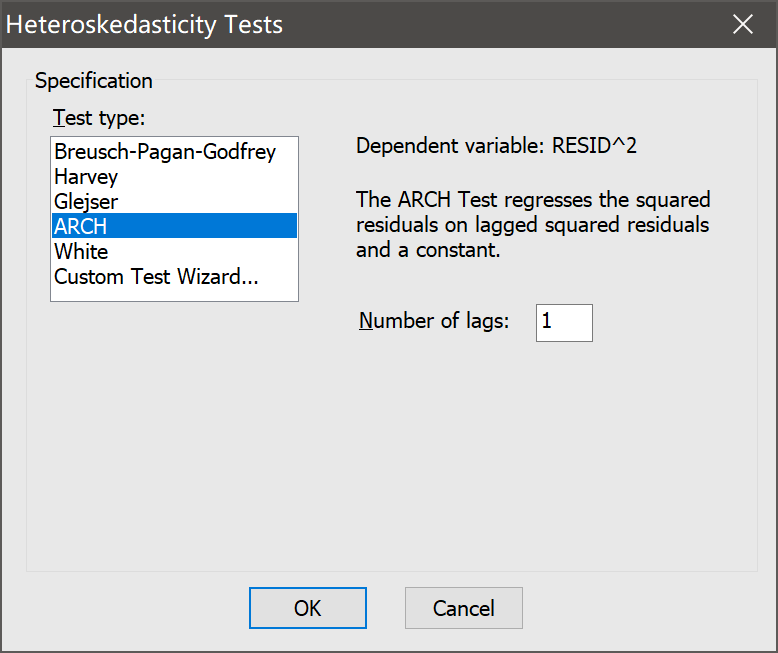 Heteroskedasticity Tests
Specification
Test type:
Breusch-Pagan-Godfrey
Harvey
Glejser
ARCH
White
Custom Test Wizard...
Dependent variable: RESID^2
The ARCH Test regresses the squared
residuals on lagged squared residuals
and a constant.
Number of lags: 1
OK
Cancel